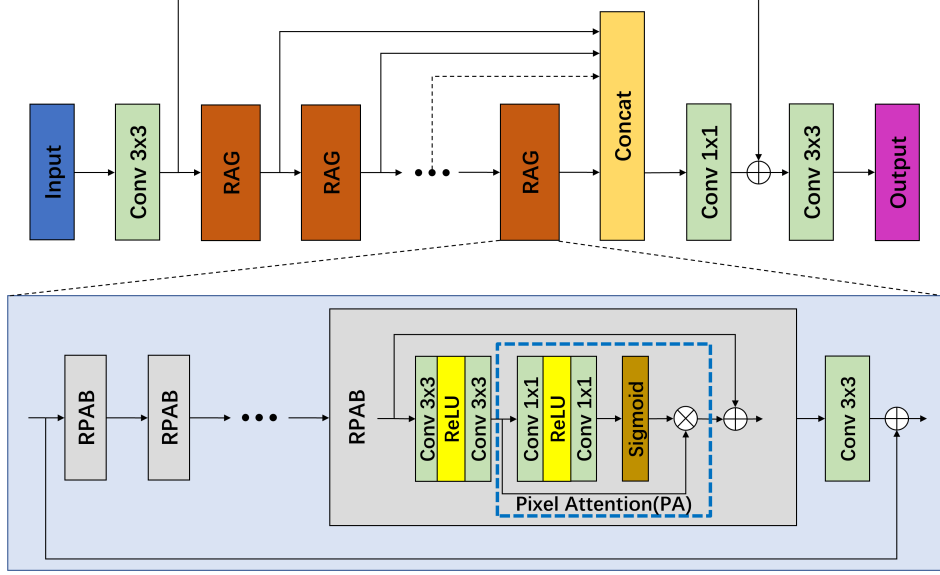 Input
Conv 3x3
RAG
RAG
RAG
Concat
Conv 1x1
Conv 3x3
Output
RPAB
RPAB
RPAB
Conv 3x3
ReLU
Conv 3x3
Conv 1x1
ReLU
Conv 1x1
Sigmoid
Pixel Attention(PA)
Conv 3x3